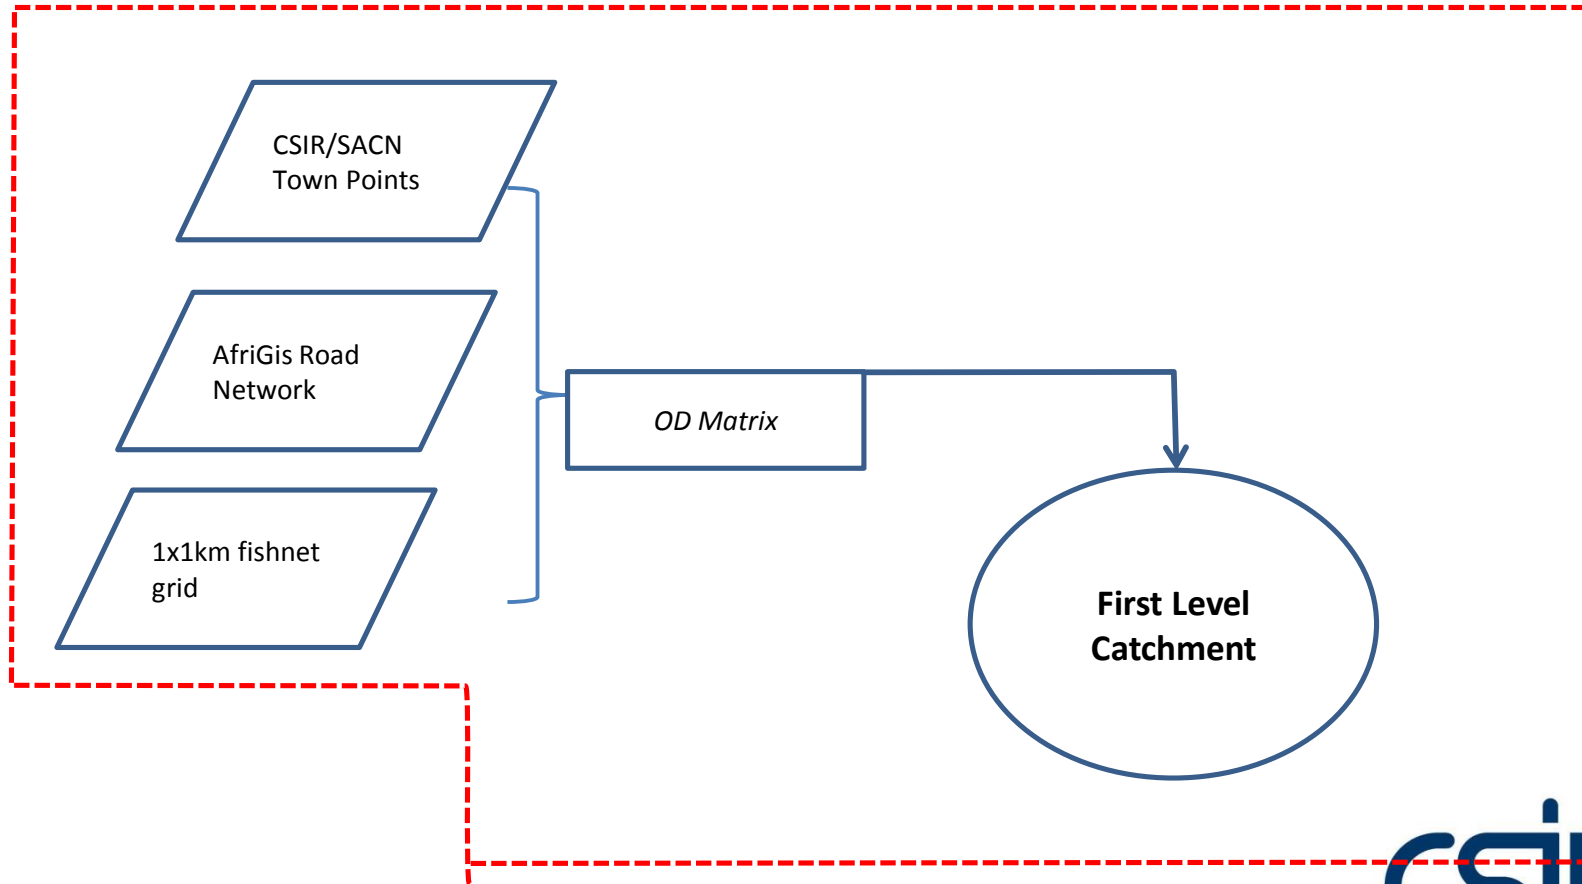 CSIR/SACN
Town Points
AfriGis Road
Network
OD Matrix
1x1km fishnet
grid
First Level
Catchment